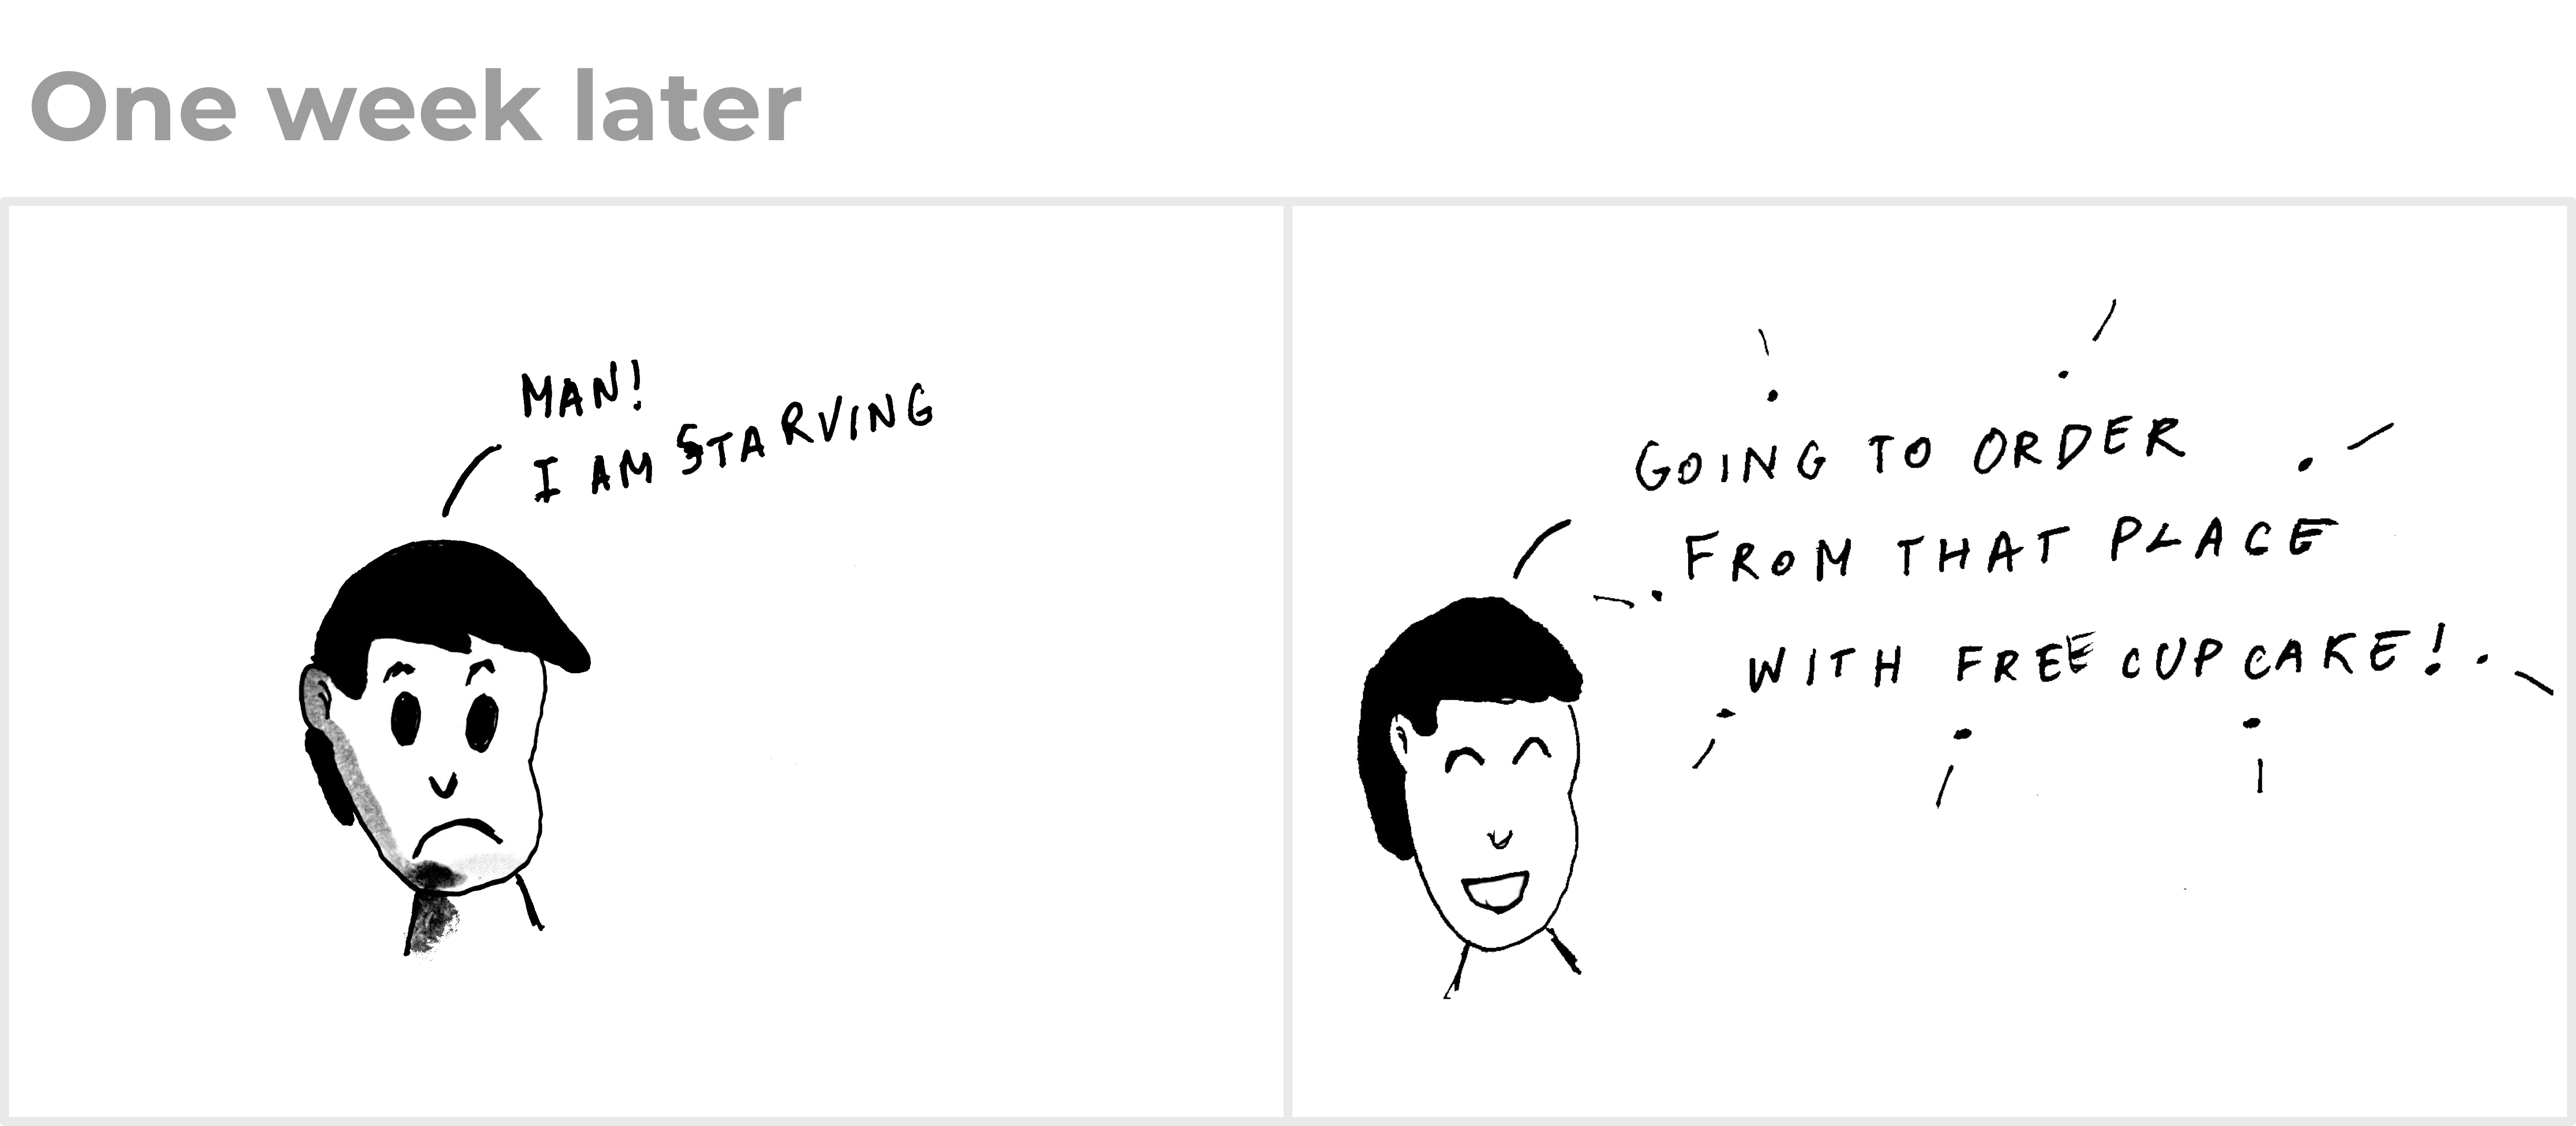 One week later
MAN!
I AM STARVING
GOING TO ORDER
FROM THAT PLACE
WITH FREE CUPCAKE!